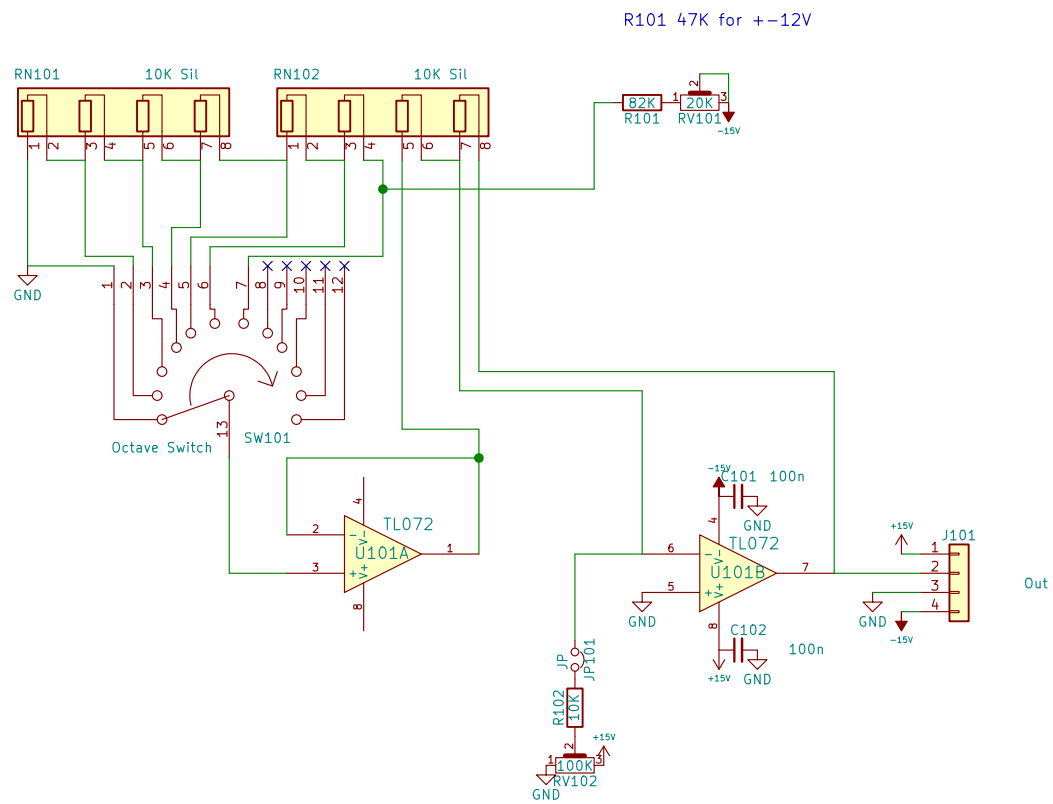 R101 47K for +-12V
RN101
10K Sil
RN102
10K Sil
1 2 3 4 5 6 7 8
1 2 3 4 5 6 7 8
2
1
82K
20K
3
R101
RV101
-15V
1 2 3 4 5 6 7 8 9 10 11 12
GND
13
Octave Switch
SW101
4
TL072
2
-
V-
U101A
1
3
+
V+
8
-15V
C101
100n
GND
4
TL072
6
-
V-
U101B
7
5
+
V+
GND
8
C102
100n
GND
+15V
+15V
J101
1
2
3
4
GND
-15V
Out
JP
JP101
R102
10K
2
+15V
1
100K
3
RV102
GND